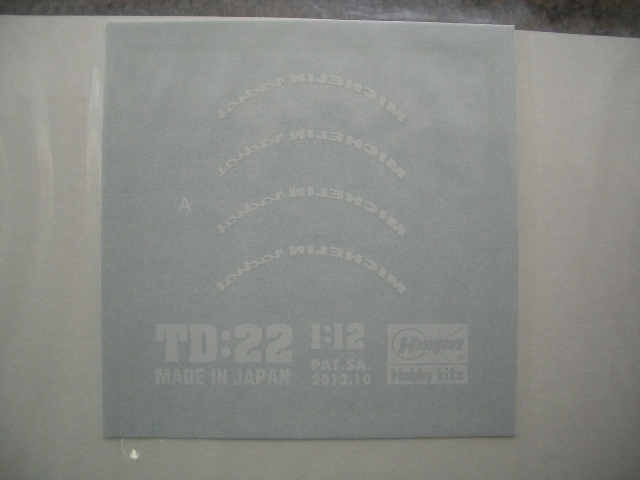 MICHELIN radial
MICHELIN radial
A
MICHELIN radial
MICHELIN radial
TD:22 1:12
MADE IN JAPAN
PAT.SA.
2012.10
Hasegawa
Hobby kits